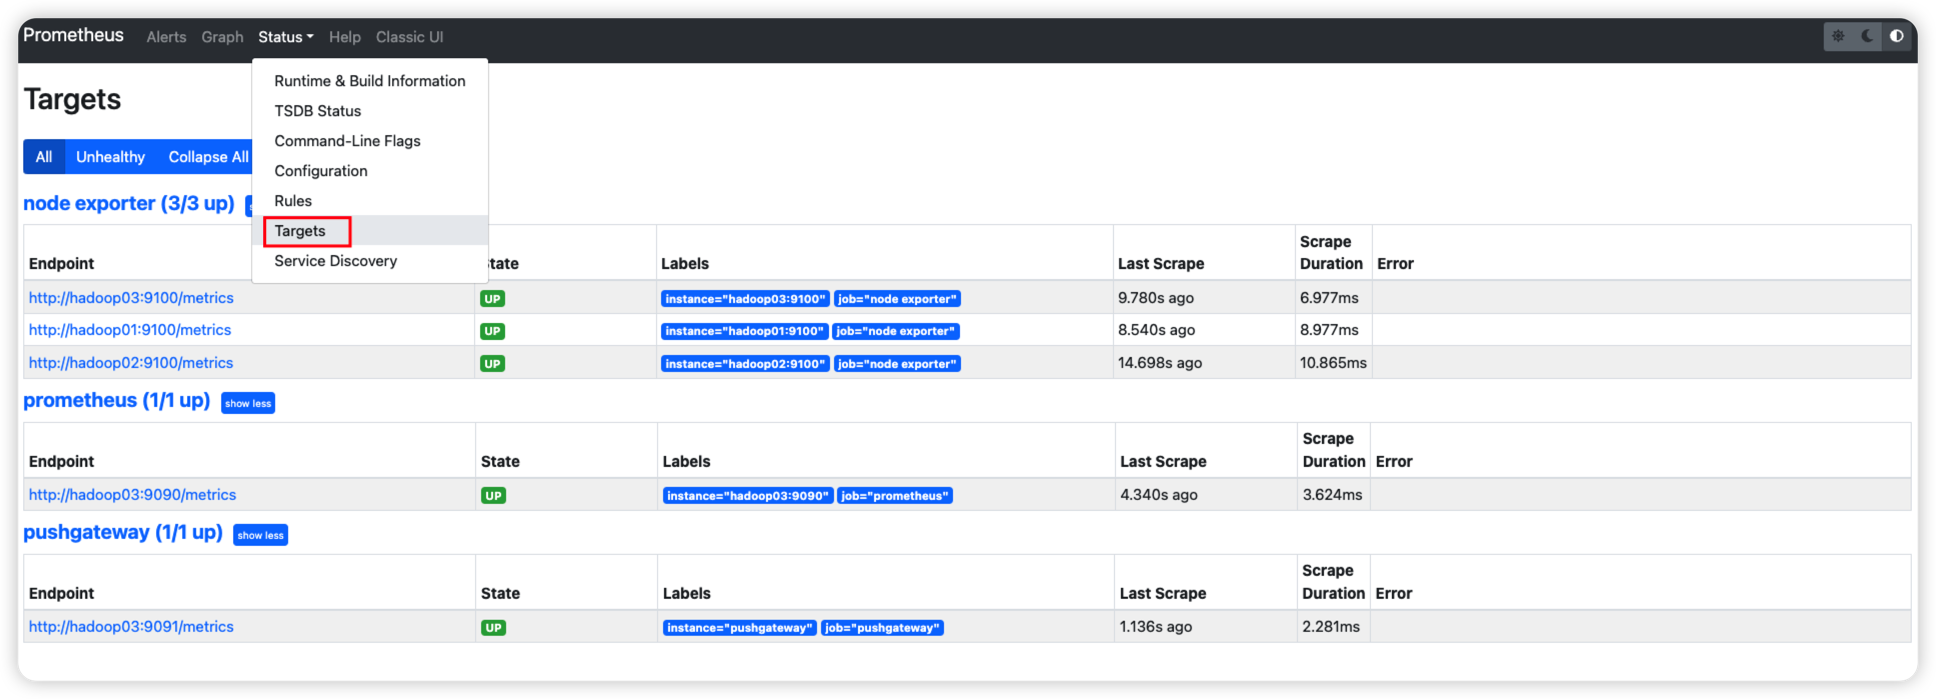 Prometheus Alerts Graph Status Help Classic UI
Runtime & Build Information
TSDB Status
Command-Line Flags
Configuration
Rules
Targets
Service Discovery
Targets
All Unhealthy Collapse All
node exporter (3/3 up)
Endpoint tate Labels Last Scrape Scrape Duration Error
http://hadoop03:9100/metrics UP instance="hadoop03:9100" job="node exporter" 9.780s ago 6.977ms
http://hadoop01:9100/metrics UP instance="hadoop01:9100" job="node exporter" 8.540s ago 8.977ms
http://hadoop02:9100/metrics UP instance="hadoop02:9100" job="node exporter" 14.698s ago 10.865ms
prometheus (1/1 up) show less
Endpoint State Labels Last Scrape Scrape Duration Error
http://hadoop03:9090/metrics UP instance="hadoop03:9090" job="prometheus" 4.340s ago 3.624ms
pushgateway (1/1 up) show less
Endpoint State Labels Last Scrape Scrape Duration Error
http://hadoop03:9091/metrics UP instance="pushgateway" job="pushgateway" 1.136s ago 2.281ms